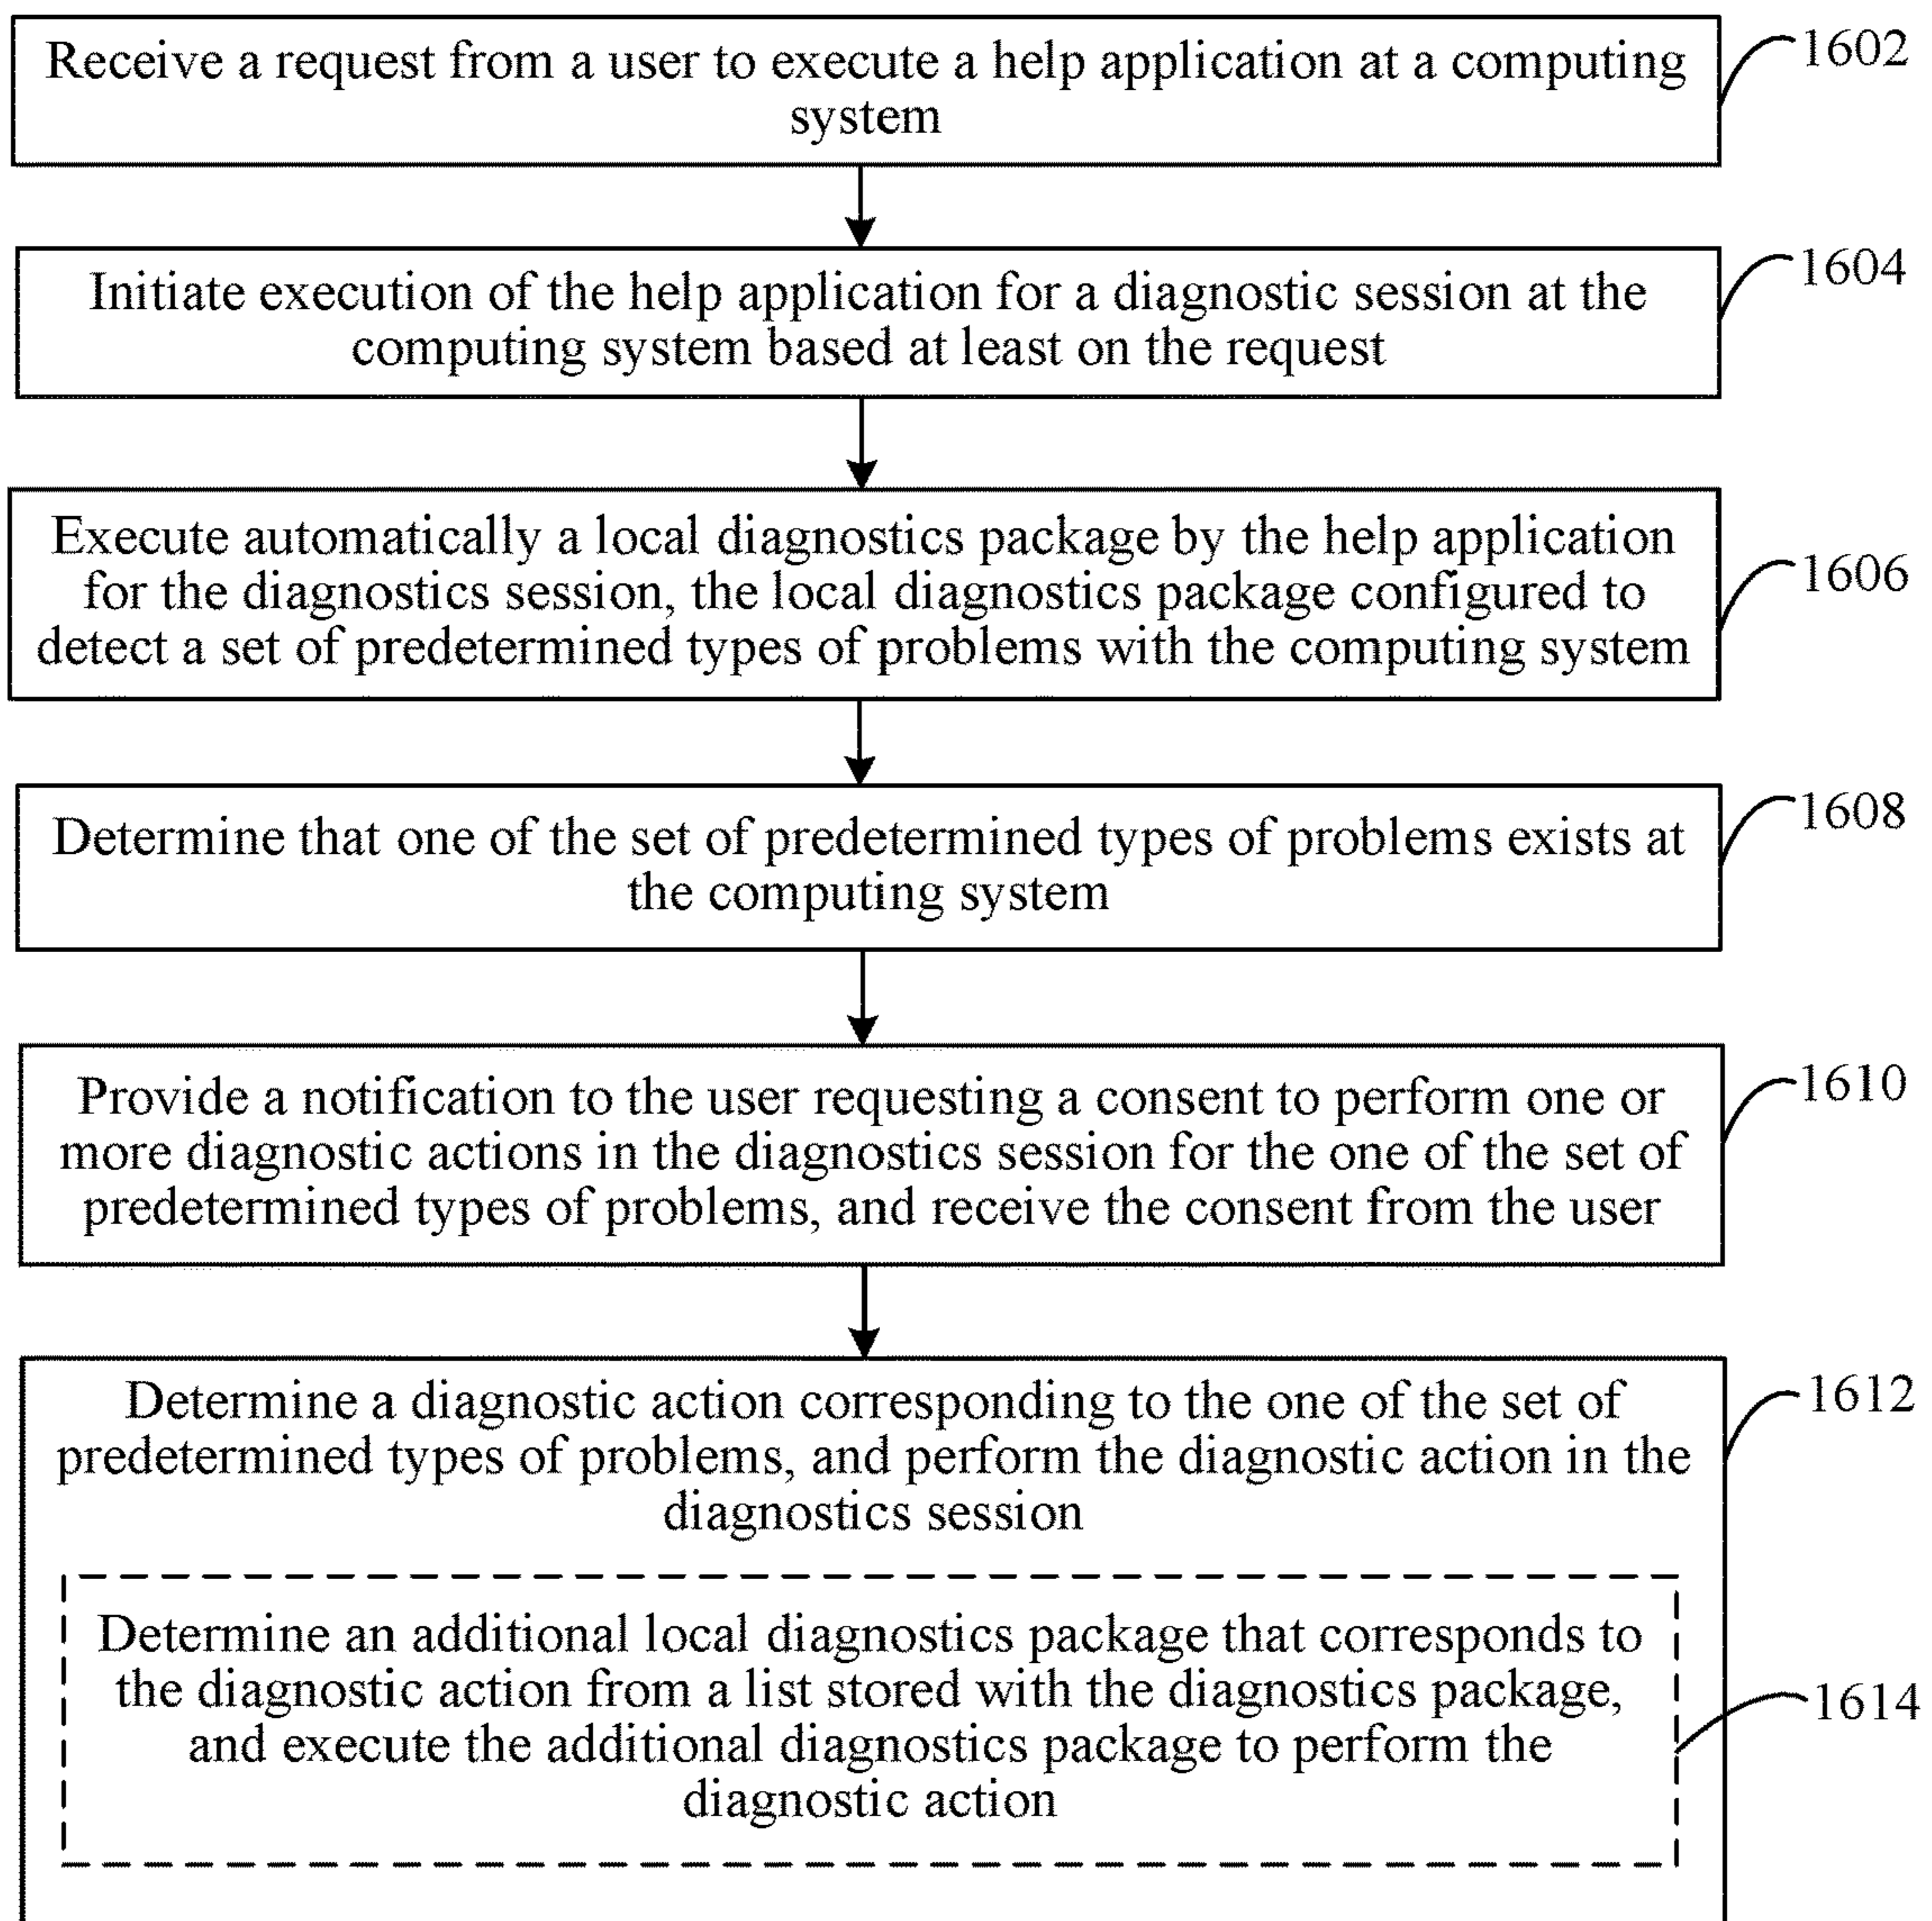 Receive a request from a user to execute a help application at a computing
system
1602
Initiate execution of the help application for a diagnostic session at the
computing system based at least on the request
1604
Execute automatically a local diagnostics package by the help application
for the diagnostics session, the local diagnostics package configured to
detect a set of predetermined types of problems with the computing system
1606
Determine that one of the set of predetermined types of problems exists at
the computing system
1608
Provide a notification to the user requesting a consent to perform one or
more diagnostic actions in the diagnostics session for the one of the set of
predetermined types of problems, and receive the consent from the user
1610
Determine a diagnostic action corresponding to the one of the set of
predetermined types of problems, and perform the diagnostic action in the
diagnostics session
1612
Determine an additional local diagnostics package that corresponds to
the diagnostic action from a list stored with the diagnostics package,
and execute the additional diagnostics package to perform the
diagnostic action
1614